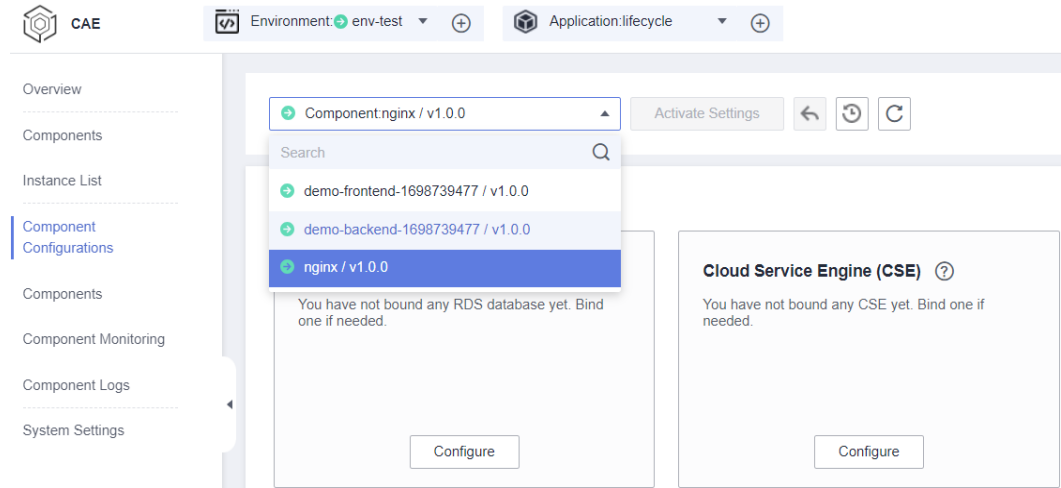 CAE
Environment: env-test
Application:lifecycle
Overview
Components
Instance List
Component
Configurations
Components
Component Monitoring
Component Logs
System Settings
Component:nginx / v1.0.0
Activate Settings
Search
demo-frontend-1698739477 / v1.0.0
demo-backend-1698739477 / v1.0.0
nginx / v1.0.0
You have not bound any RDS database yet. Bind
one if needed.
Configure
Cloud Service Engine (CSE) ?
You have not bound any CSE yet. Bind one if
needed.
Configure